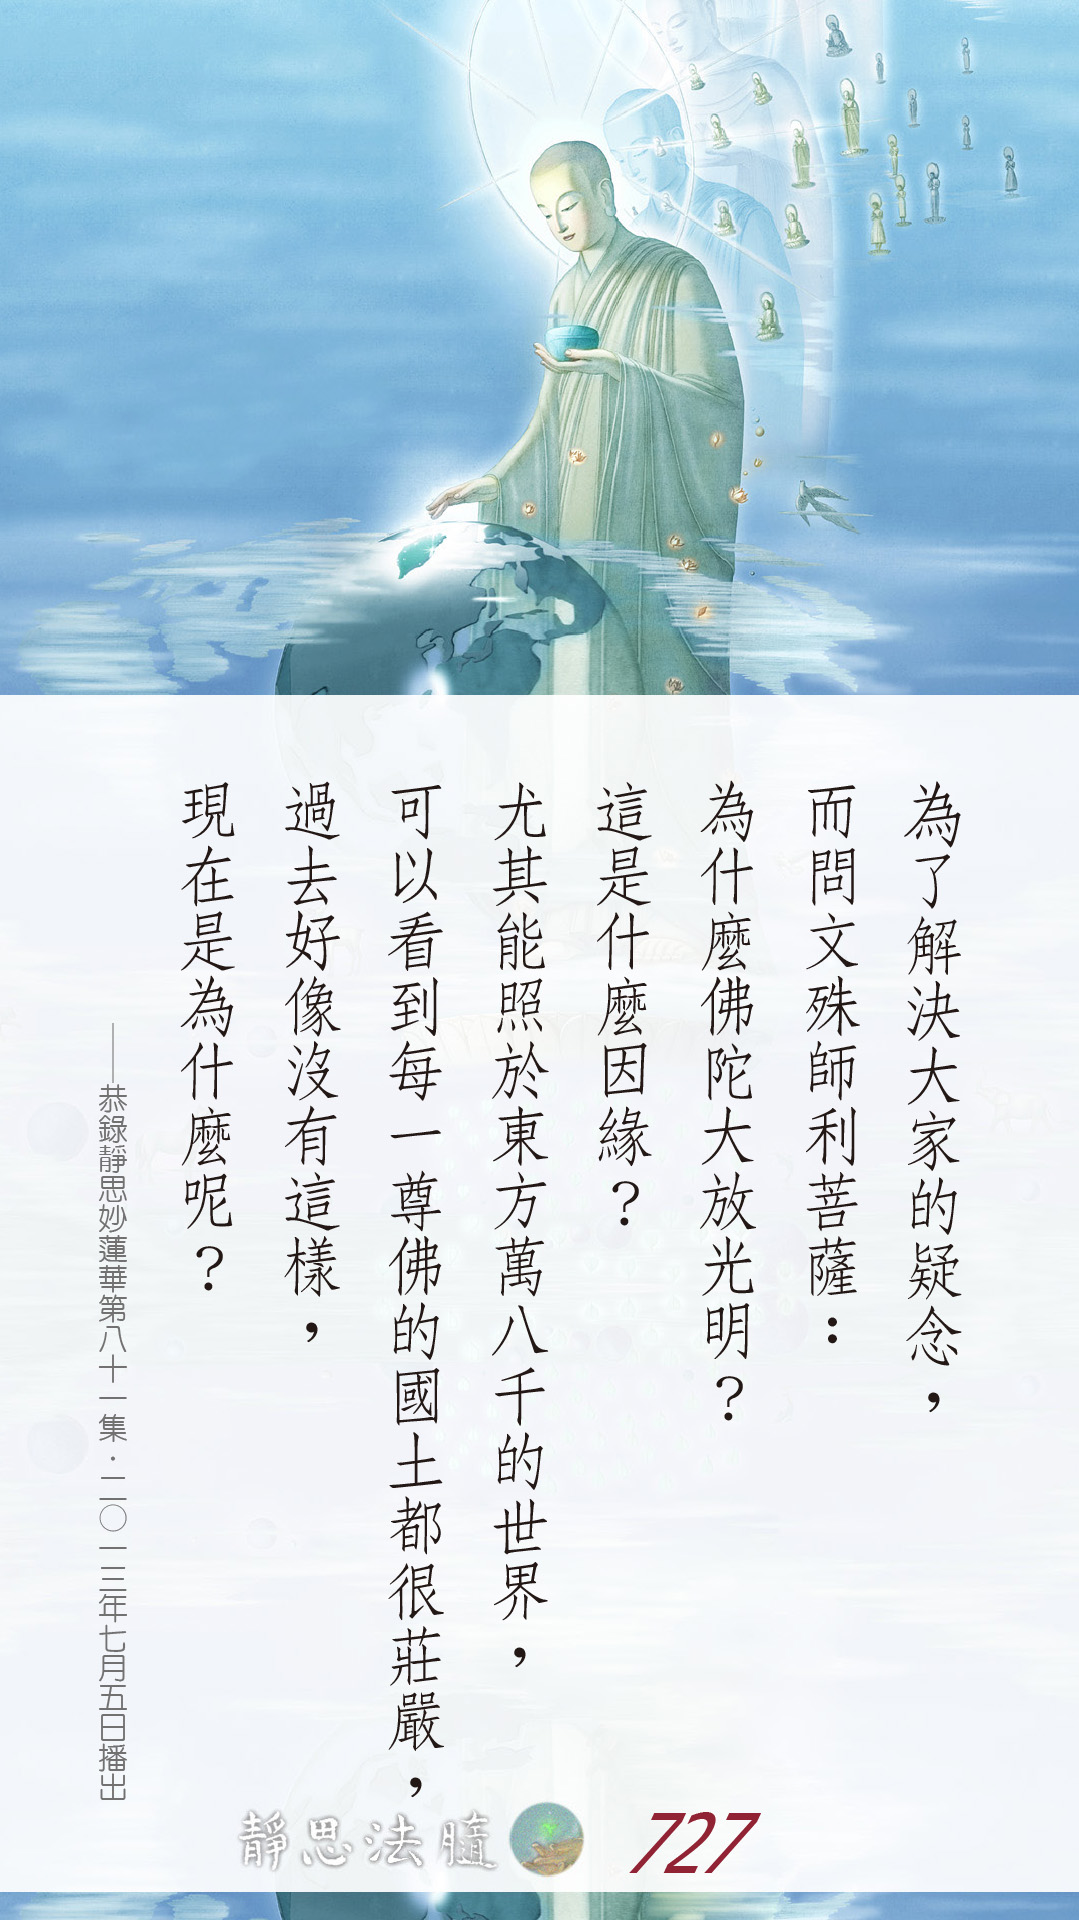 為了解決大家的疑念，
而問文殊師利菩薩：
為什麼佛陀大放光明？
這是什麼因緣？
尤其能照於東方萬八千的世界，
可以看到每一尊佛的國土都很莊嚴，
過去好像沒有這樣，
現在是為什麼呢？
──恭錄靜思妙蓮華第八十一集．二〇一三年七月五日播出
靜思法髓
727